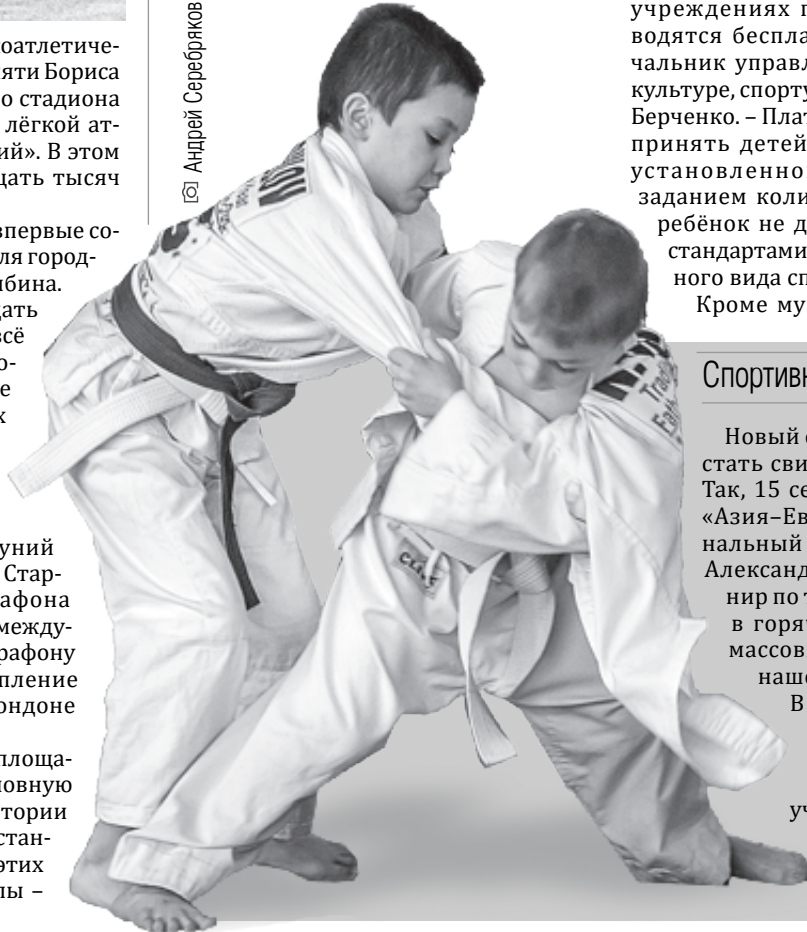 оатлетиче-
яти Бориса
о стадиона
лёгкой ат-
ий». В этом
цать тысяч
впервые со-
ля город-
бина.
дать
всё
о-
е
х
уний
Стар-
афона
между-
рафону
пление
ондоне
площа-
ловную
тории
стан-
этих
лы –
Андрей Серебряков
учреждениях п
водятся беспла
чальник управл
культуре, спорту
Берченко. – Плат
принять детей
установленно
заданием коли
ребёнок не д
стандартами
ного вида сп
Кроме му
Спортивн
Новый
стать сви
Так, 15 се
«Азия–Ев
нальный
Александ
нир по т
в горя
массов
наше
В
уч